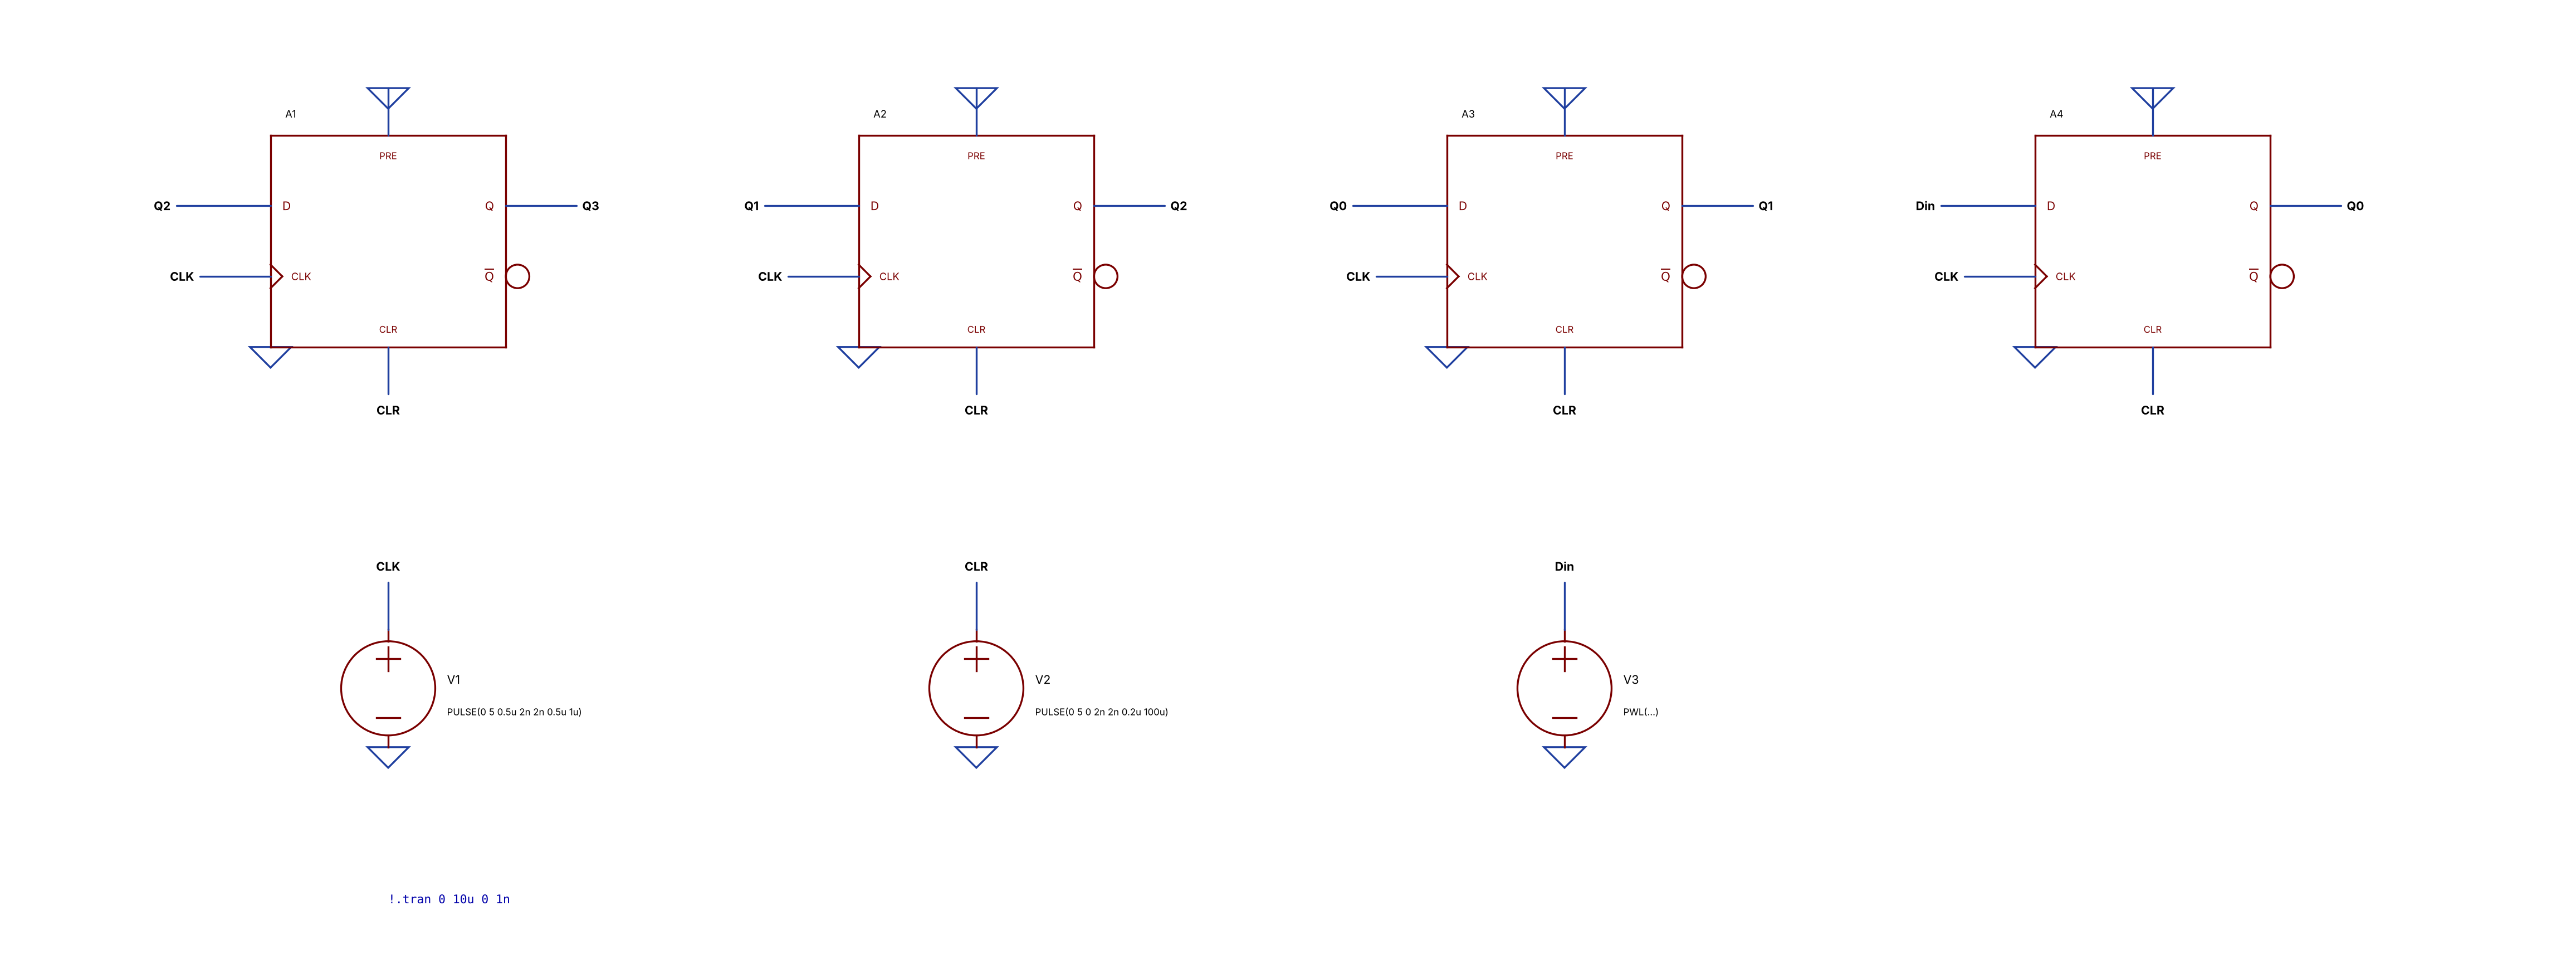 A1
A2
A3
A4
PRE
PRE
PRE
PRE
Q2 D Q Q3
Q1 D Q Q2
Q0 D Q Q1
Din D Q Q0
CLK CLK Q̅
CLK CLK Q̅
CLK CLK Q̅
CLK CLK Q̅
CLR
CLR
CLR
CLR
CLR
CLR
CLR
CLR
CLK
CLR
Din
V1
V2
V3
PULSE(0 5 0.5u 2n 2n 0.5u 1u)
PULSE(0 5 0 2n 2n 0.2u 100u)
PWL(...)
!.tran 0 10u 0 1n